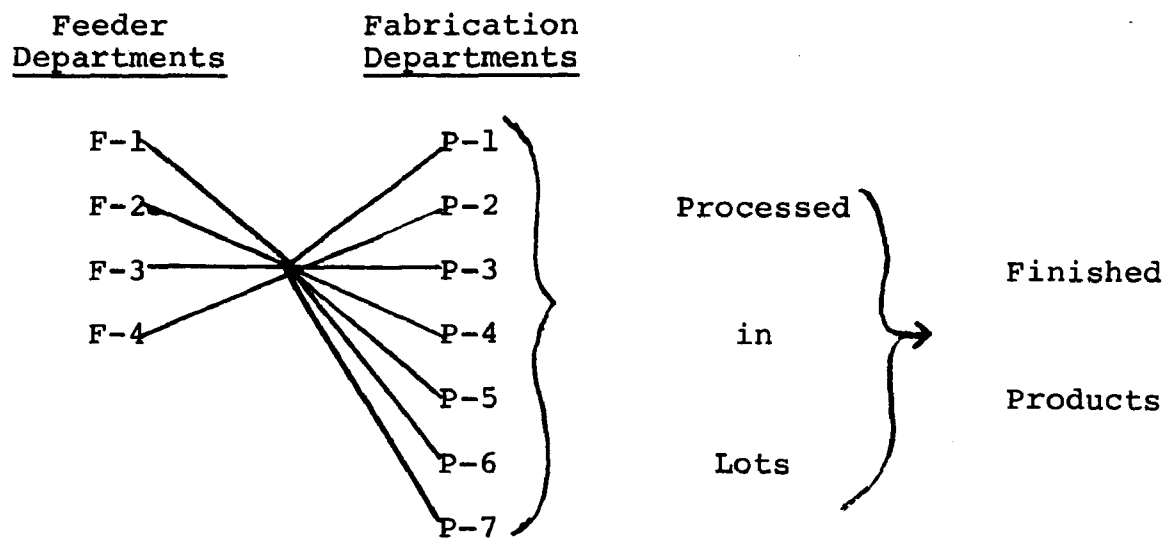 Feeder
Departments
Fabrication
Departments
F-1
F-2
F-3
F-4
P-1
P-2
P-3
P-4
P-5
P-6
P-7
Processed
in
Lots
Finished
Products